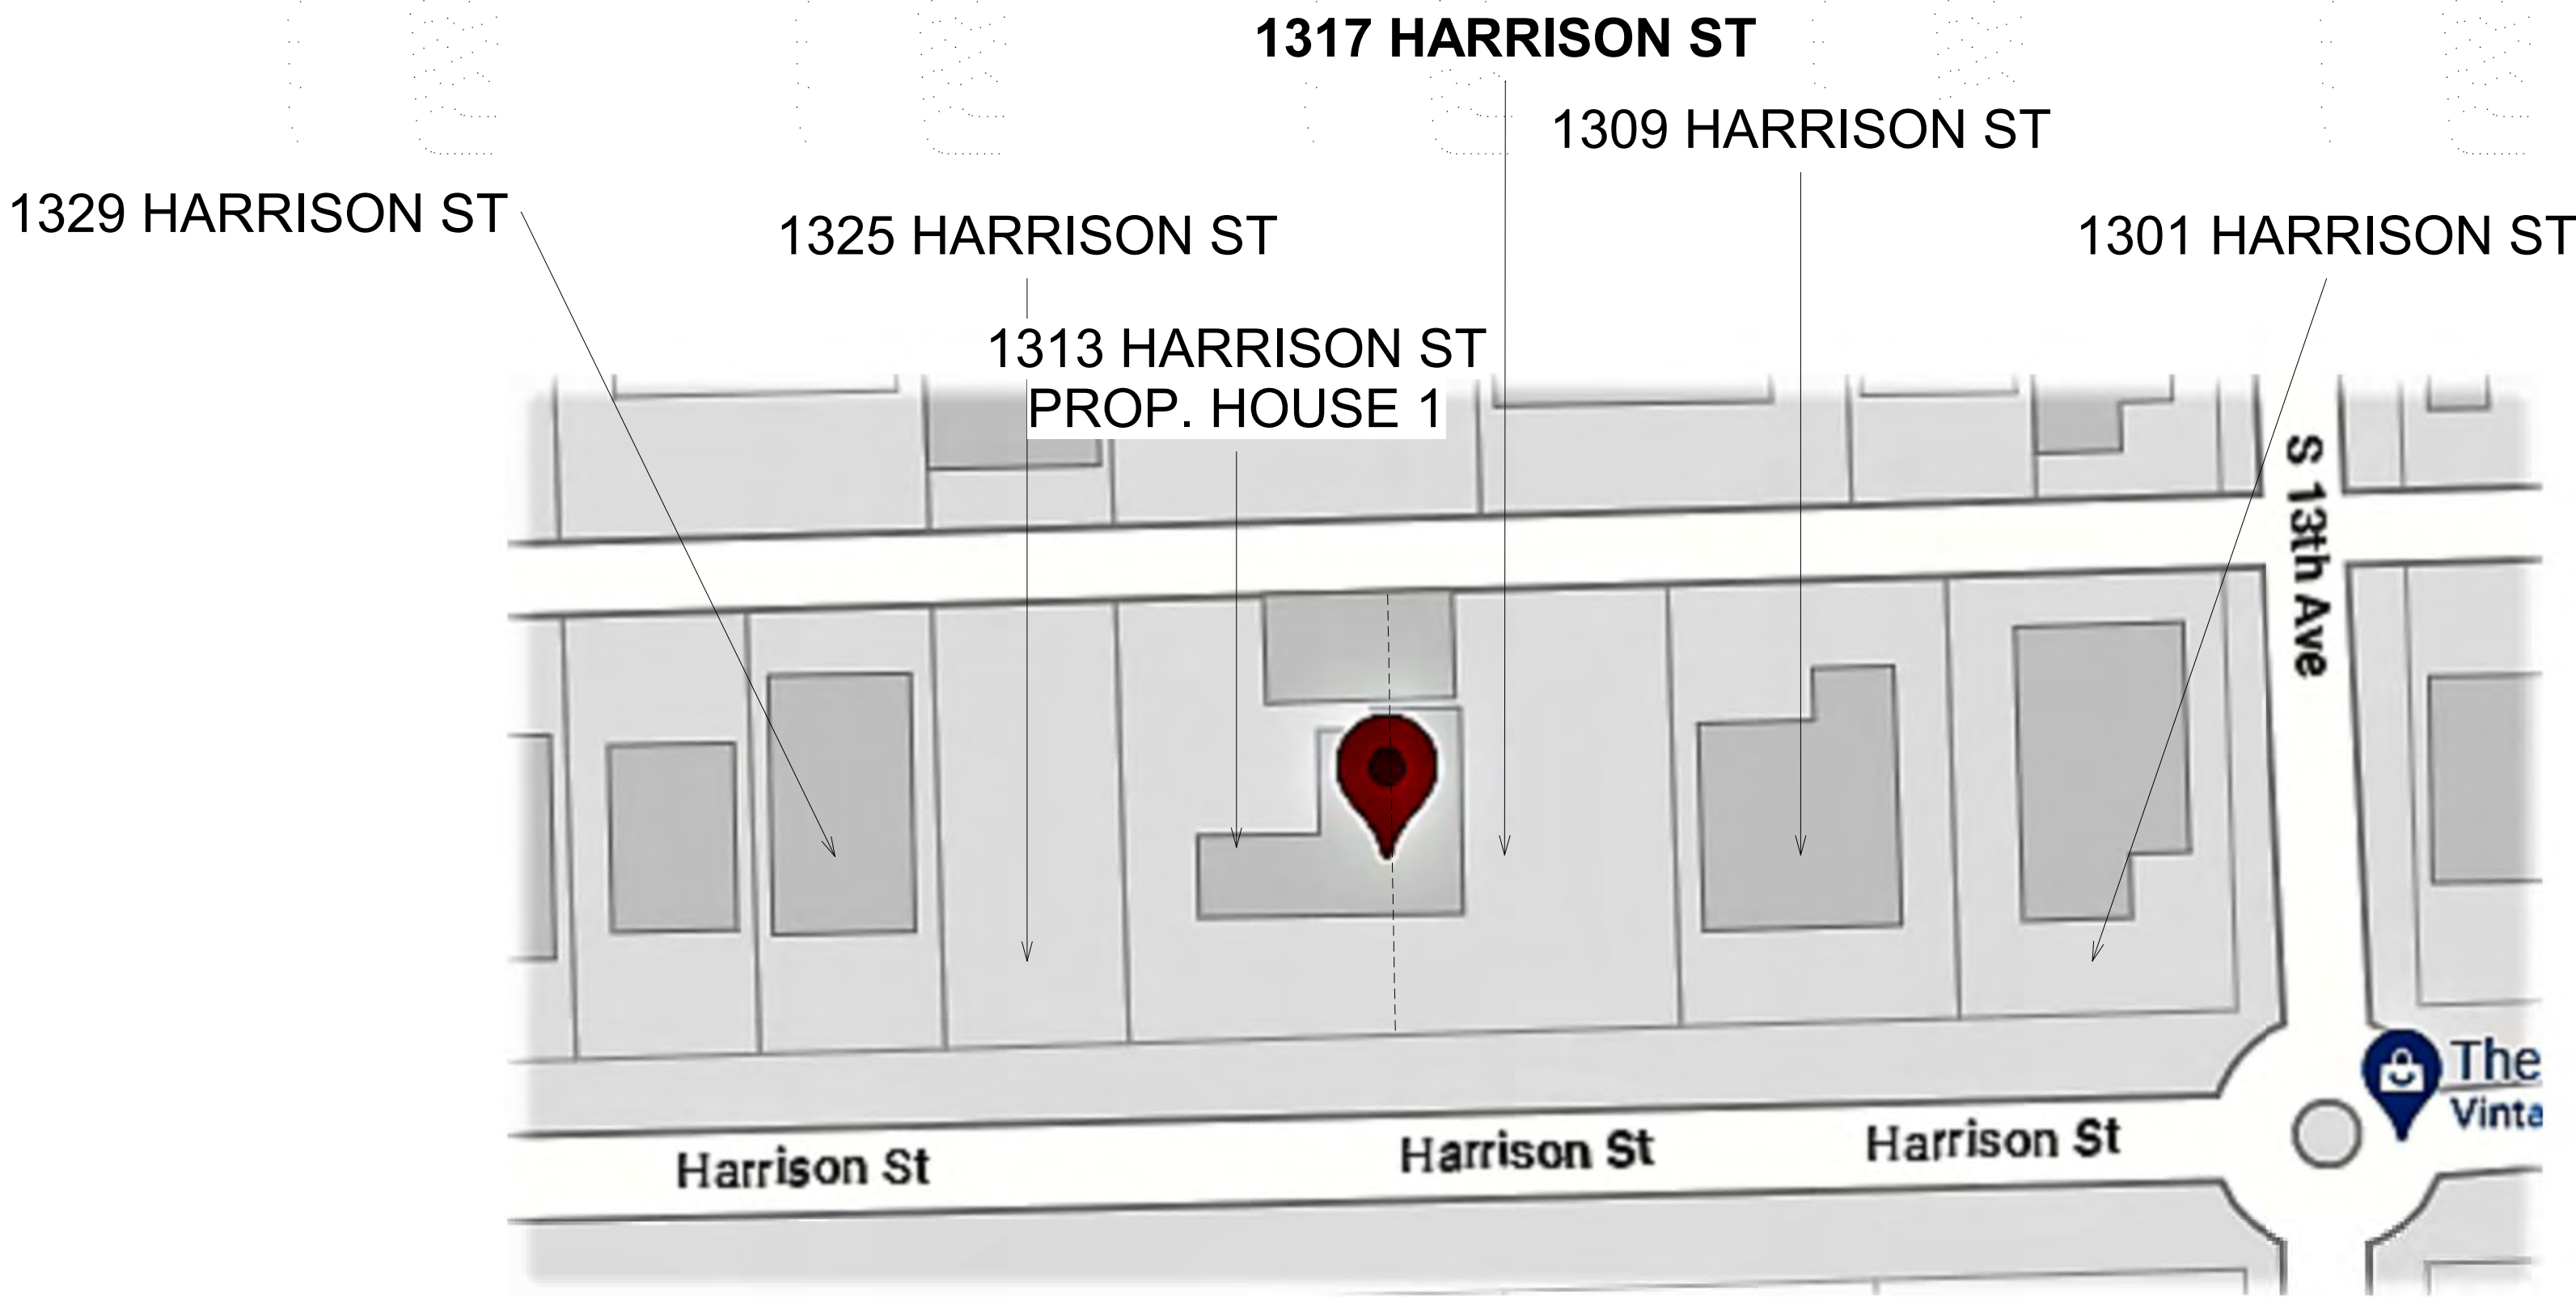 1317 HARRISON ST
1309 HARRISON ST
1329 HARRISON ST
1325 HARRISON ST
1301 HARRISON ST
1313 HARRISON ST
PROP. HOUSE 1
S 13th Ave
The
Vinta
Harrison St
Harrison St
Harrison St